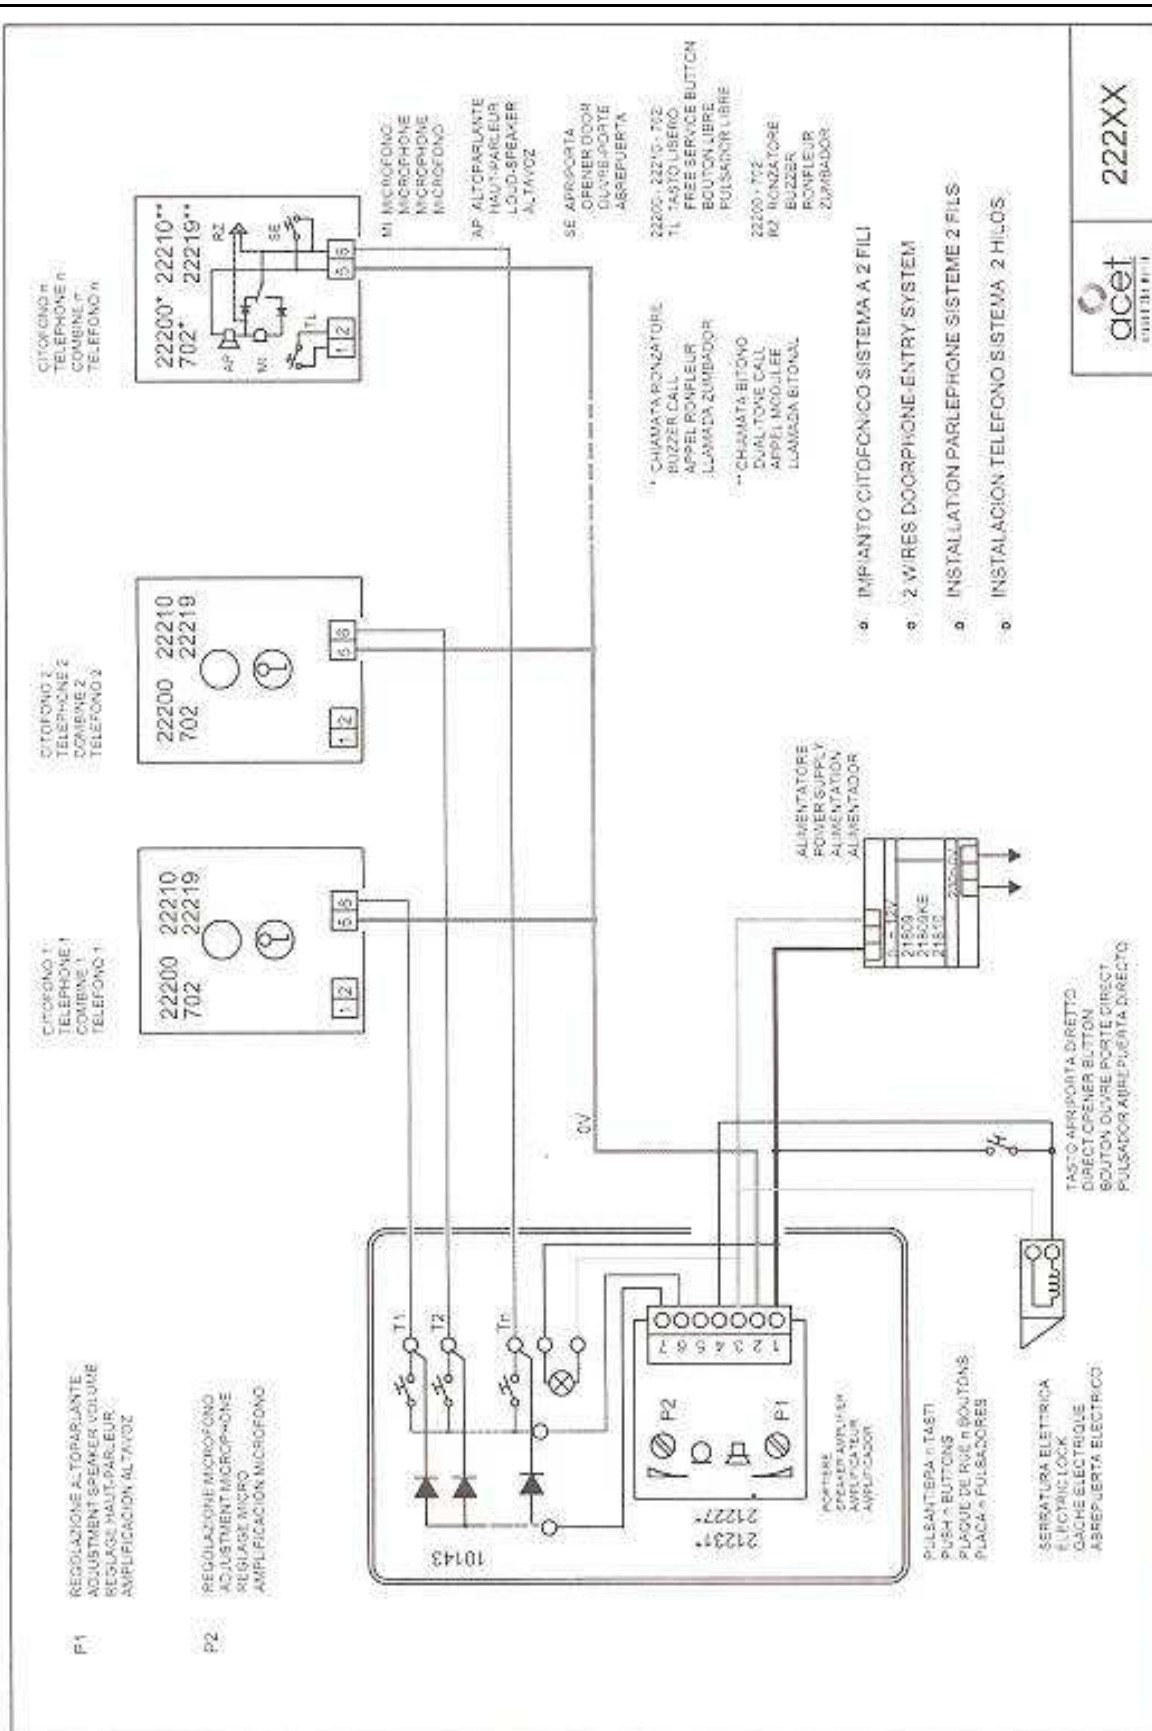 CITOFONO 1
TELEPHONE 1
COMBINE 1
TELEFONO 1
CITOFONO 2
TELEPHONE 2
COMBINE 2
TELEFONO 2
CITOFONO n
TELEPHONE n
COMBINE n
TELEFONO n
22200 22210
702 22219
1 2
5 6
22200 22210
702 22219
1 2
5 6
22200* 22210**
702* 22219**
RZ
AP
SE
MI
TL
1 2
5 6
MI MICROFONO
MICROPHONE
MICROPHONE
MICROFONO
AP ALTOPARLANTE
HAUT-PARLEUR
LOUD-SPEAKER
ALTAVOZ
SE APRIPORTA
OPENER DOOR
OUVRE-PORTE
ABREPUERTA
22200-22210-702
TL TASTO LIBERO
FREE SERVICE BUTTON
BOUTON LIBRE
PULSADOR LIBRE
22200-702
RZ RONZATORE
BUZZER
RONFLEUR
ZUMBADOR
* CHIAMATA RONZATORE
BUZZER CALL
APPEL RONFLEUR
LLAMADA ZUMBADOR
** CHIAMATA BITONO
DUAL-TONE CALL
APPEL MODULEE
LLAMADA BITONAL
P1 REGOLAZIONE ALTOPARLANTE
ADJUSTMENT SPEAKER VOLUME
REGLAGE HAUT-PARLEUR
AMPLIFICACION ALTAVOZ
P2 REGOLAZIONE MICROFONO
ADJUSTMENT MICROPHONE
REGLAGE MICRO
AMPLIFICACION MICROFONO
T1
T2
Tn
0V
10143
21231*
21227*
P2
P1
7 6 5 4 3 2 1
PORTIERE
SPEAKER AMPLIFIER
AMPLIFICATEUR
AMPLIFICADOR
PULSANTIERA n TASTI
PUSH n BUTTONS
PLAQUE DE RUE n BOUTONS
PLACA n PULSADORES
SERRATURA ELETTRICA
ELECTRIC LOCK
GACHE ELECTRIQUE
ABREPUERTA ELECTRICO
TASTO APRIPORTA DIRETTO
DIRECT OPENER BUTTON
BOUTON OUVRE PORTE DIRECT
PULSADOR ABREPUERTA DIRECTO
ALIMENTATORE
POWER SUPPLY
ALIMENTATION
ALIMENTADOR
0 ~ 12V
21809
21809KE
21810
o IMPIANTO CITOFONICO SISTEMA A 2 FILI
o 2 WIRES DOORPHONE-ENTRY SYSTEM
o INSTALLATION PARLEPHONE SISTEME 2 FILS
o INSTALACION TELEFONO SISTEMA 2 HILOS
acet
around the world
222XX